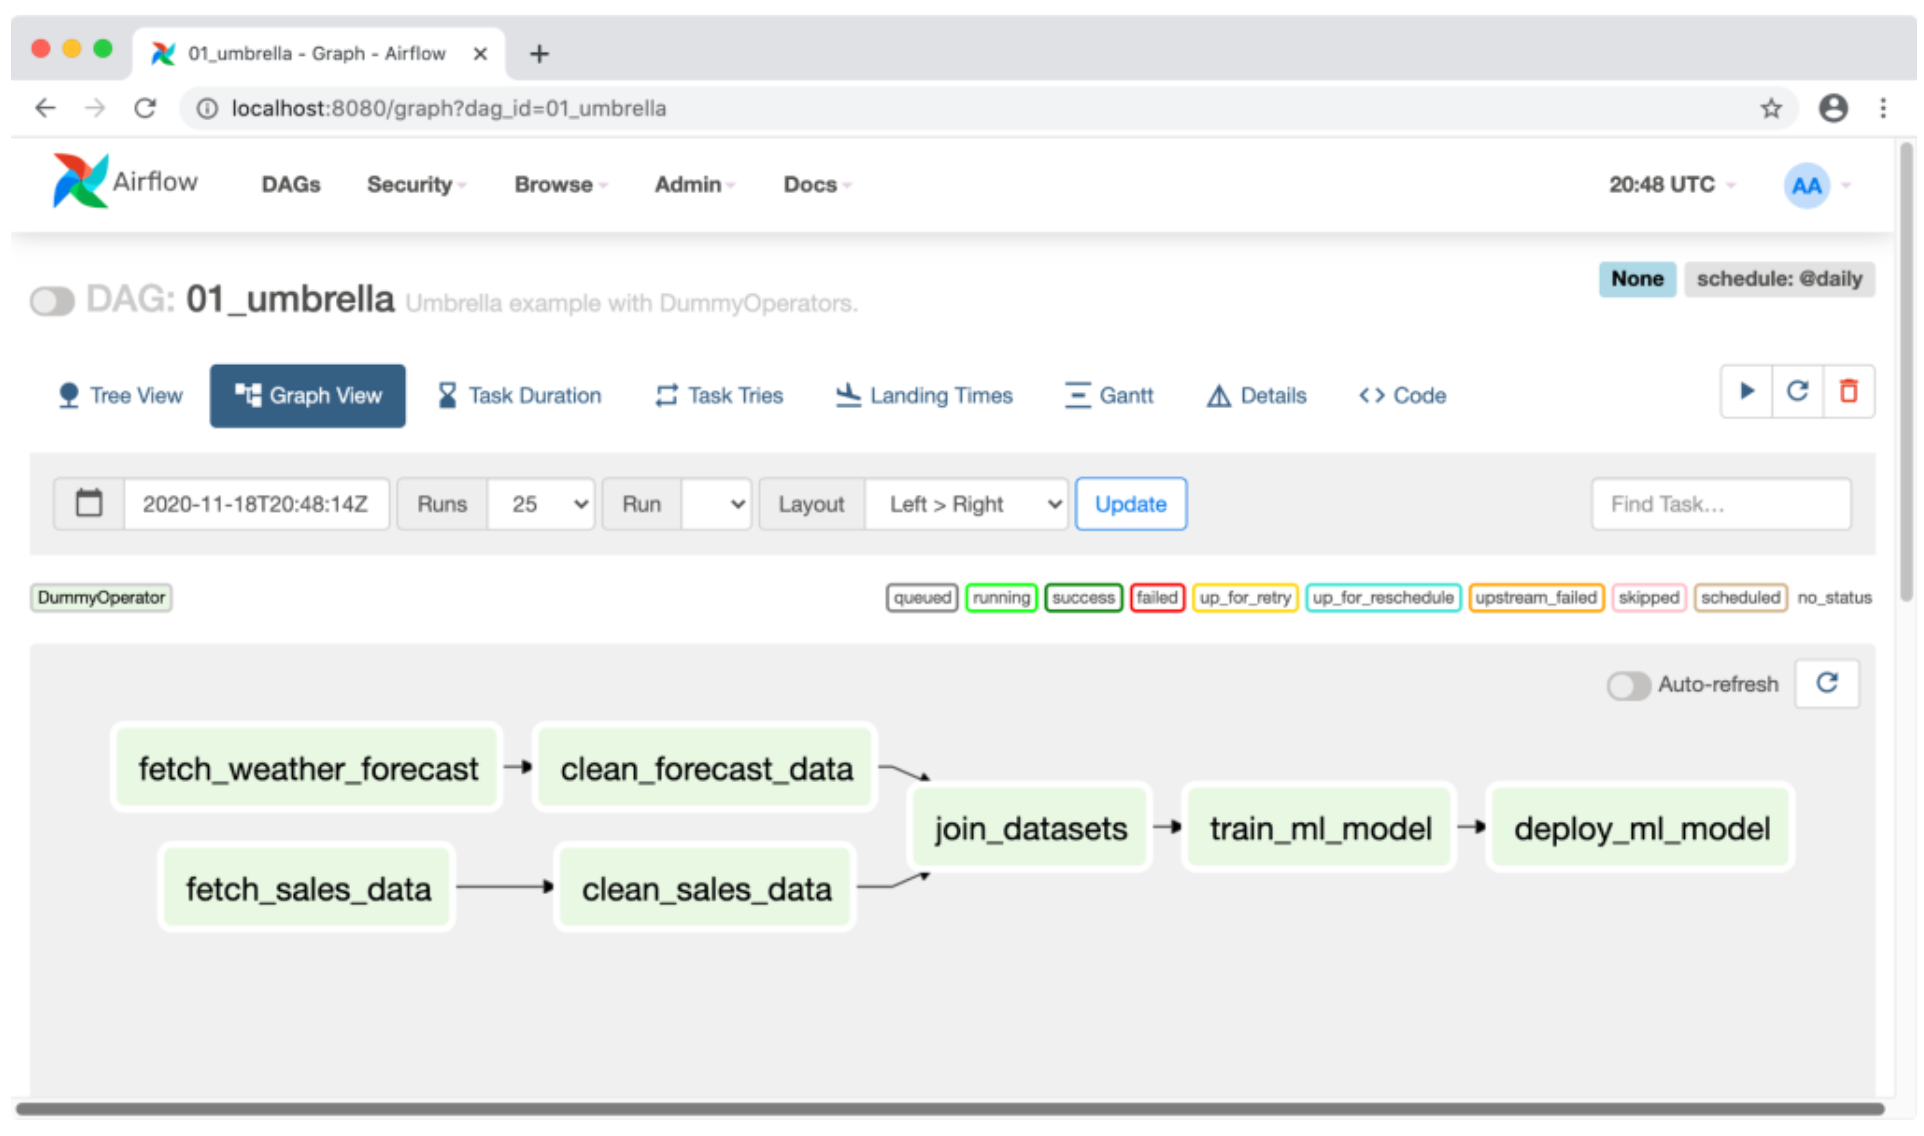 01_umbrella - Graph - Airflow
localhost:8080/graph?dag_id=01_umbrella
Airflow DAGs Security Browse Admin Docs 20:48 UTC AA
None schedule: @daily
DAG: 01_umbrella Umbrella example with DummyOperators.
Tree View Graph View Task Duration Task Tries Landing Times Gantt Details <> Code
2020-11-18T20:48:14Z Runs 25 Run Layout Left > Right Update Find Task...
DummyOperator queued running success failed up_for_retry up_for_reschedule upstream_failed skipped scheduled no_status
Auto-refresh
fetch_weather_forecast clean_forecast_data
join_datasets train_ml_model deploy_ml_model
fetch_sales_data clean_sales_data